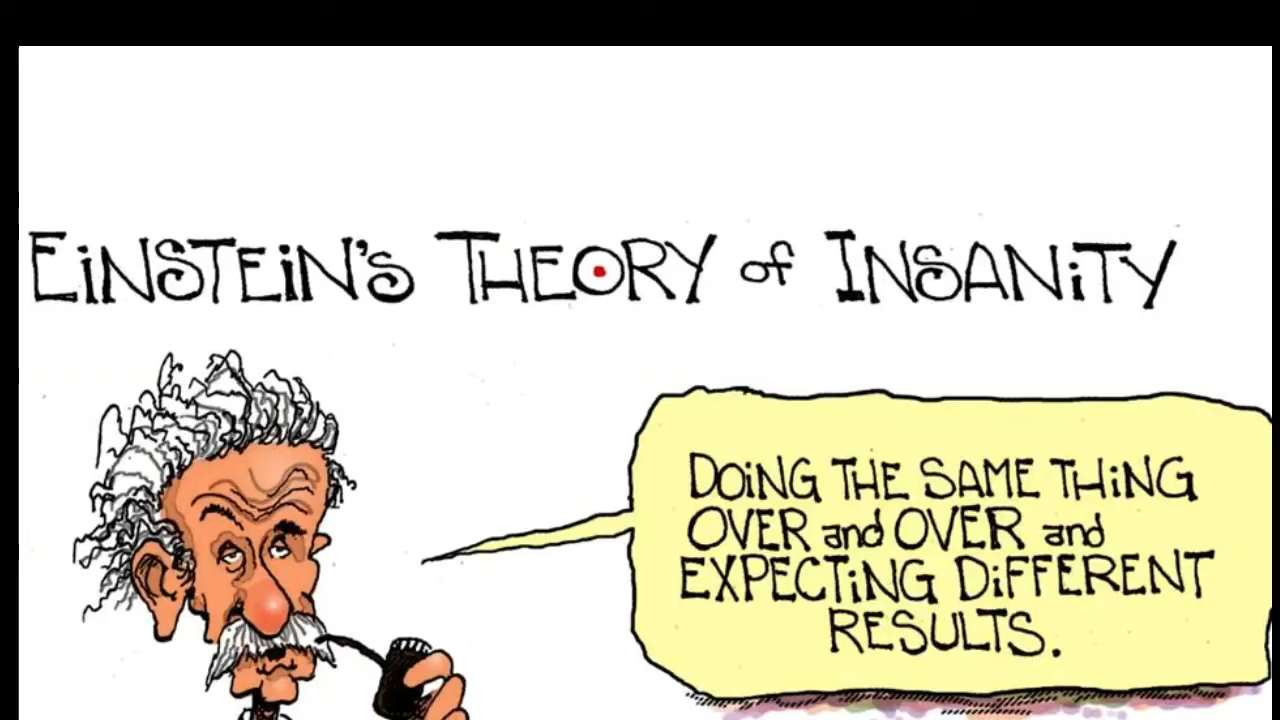 EiNSTEiN'S THEORY of INSANiTY
DOiNG THE SAME THiNG
OVER and OVER and
EXPECTiNG DiFFERENT
RESULTS.